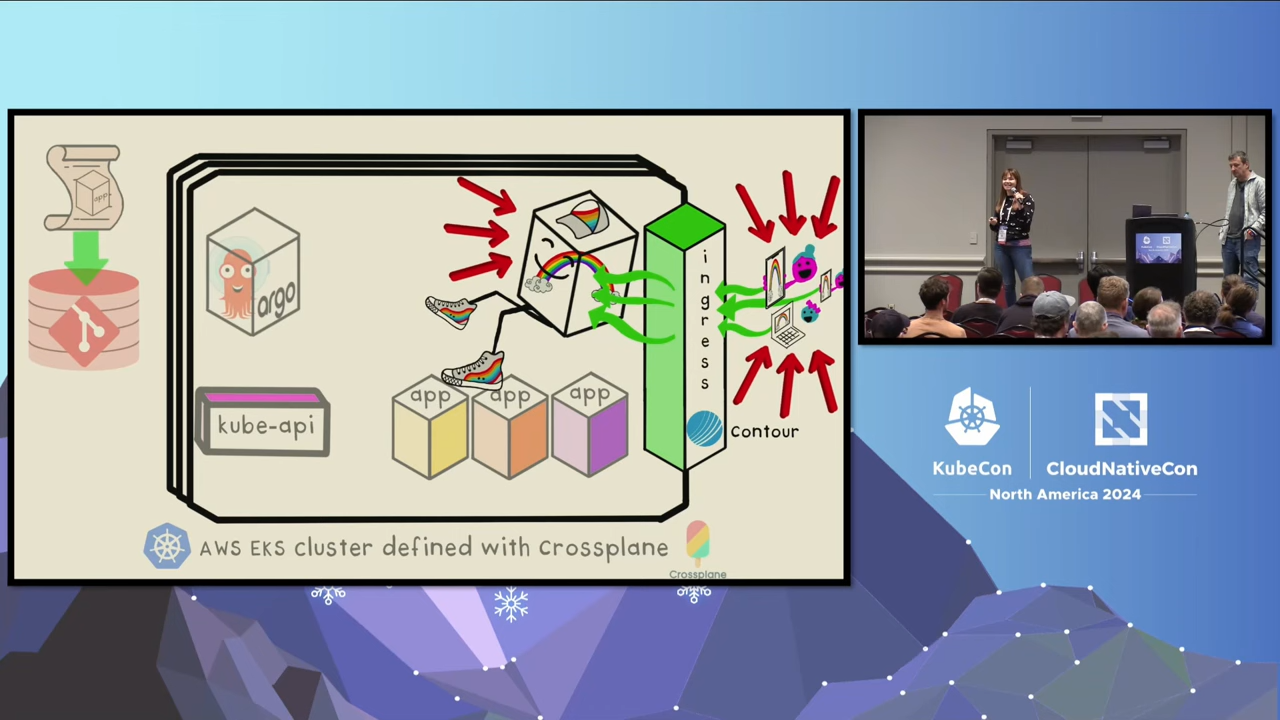 app
argo
kube-api
app
app
app
ingress
contour
AWS EKS cluster defined with Crossplane
Crossplane
KubeCon
CloudNativeCon
North America 2024